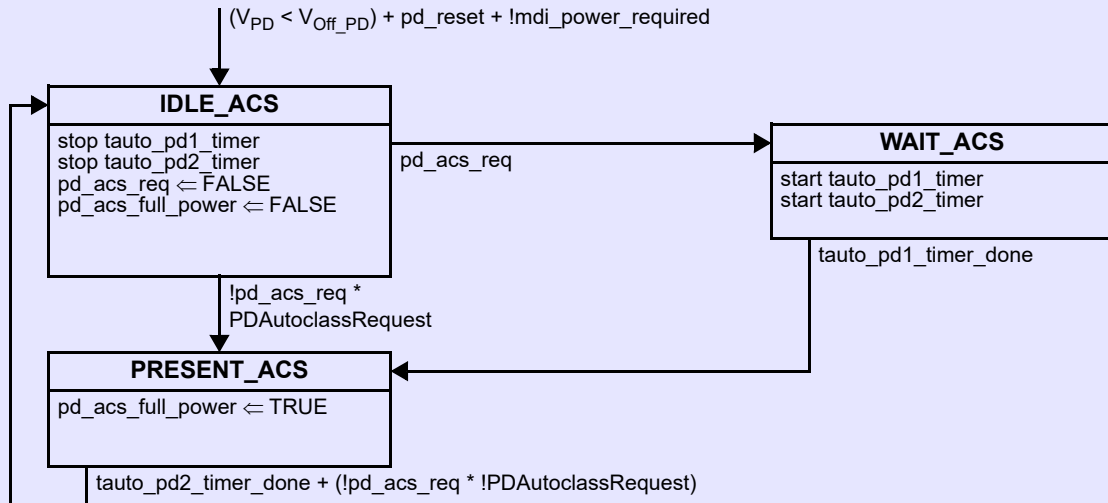 (V_PD < V_Off_PD) + pd_reset + !mdi_power_required
IDLE_ACS
stop tauto_pd1_timer
stop tauto_pd2_timer
pd_acs_req ⇐ FALSE
pd_acs_full_power ⇐ FALSE
pd_acs_req
WAIT_ACS
start tauto_pd1_timer
start tauto_pd2_timer
tauto_pd1_timer_done
!pd_acs_req *
PDAutoclassRequest
PRESENT_ACS
pd_acs_full_power ⇐ TRUE
tauto_pd2_timer_done + (!pd_acs_req * !PDAutoclassRequest)